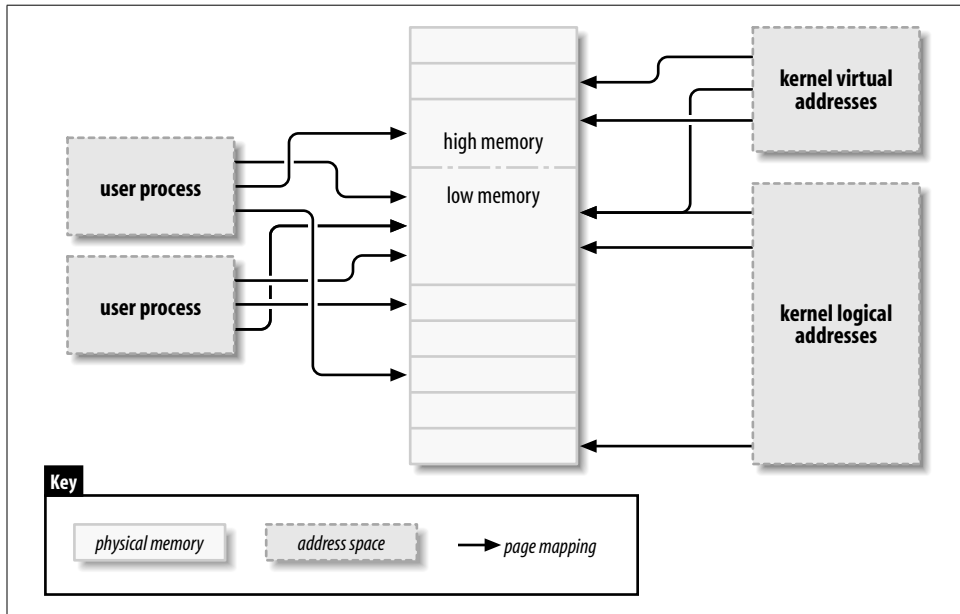 kernel virtual
addresses
high memory
user process
low memory
user process
kernel logical
addresses
Key
physical memory
address space
page mapping